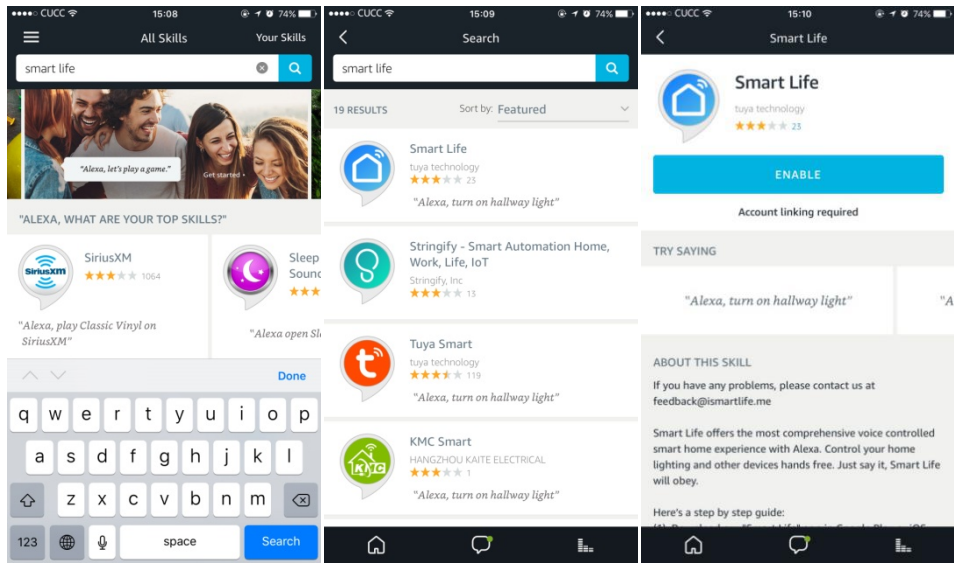 CUCC 15:08 74%
All Skills
Your Skills
smart life
"Alexa, let's play a game."
Get started ›
"ALEXA, WHAT ARE YOUR TOP SKILLS?"
SiriusXM
SiriusXM
1064
"Alexa, play Classic Vinyl on
SiriusXM"
Sleep
Sounc
"Alexa open Sl
Done
q w e r t y u i o p
a s d f g h j k l
z x c v b n m
123 space Search
CUCC 15:09 74%
Search
smart life
19 RESULTS
Sort by: Featured
Smart Life
tuya technology
23
"Alexa, turn on hallway light"
Stringify - Smart Automation Home,
Work, Life, IoT
Stringify, Inc
13
Tuya Smart
tuya technology
119
"Alexa, turn on hallway light"
KMC
KMC Smart
HANGZHOU KAITE ELECTRICAL
1
"Alexa, turn on hallway light"
CUCC 15:10 74%
Smart Life
Smart Life
tuya technology
23
ENABLE
Account linking required
TRY SAYING
"Alexa, turn on hallway light"
"A
ABOUT THIS SKILL
If you have any problems, please contact us at
feedback@ismartlife.me
Smart Life offers the most comprehensive voice controlled
smart home experience with Alexa. Control your home
lighting and other devices hands free. Just say it, Smart Life
will obey.
Here's a step by step guide: